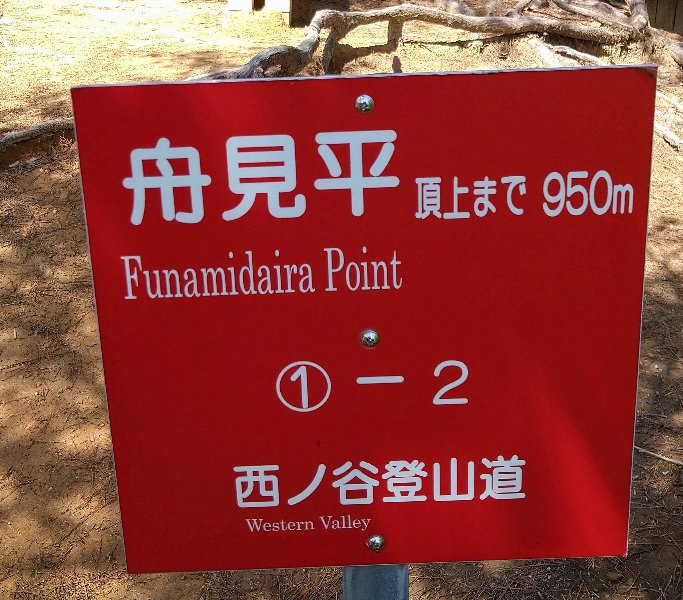 舟見平 頂上まで 950m
Funamidaira Point
①－2
西ノ谷登山道
Western Valley